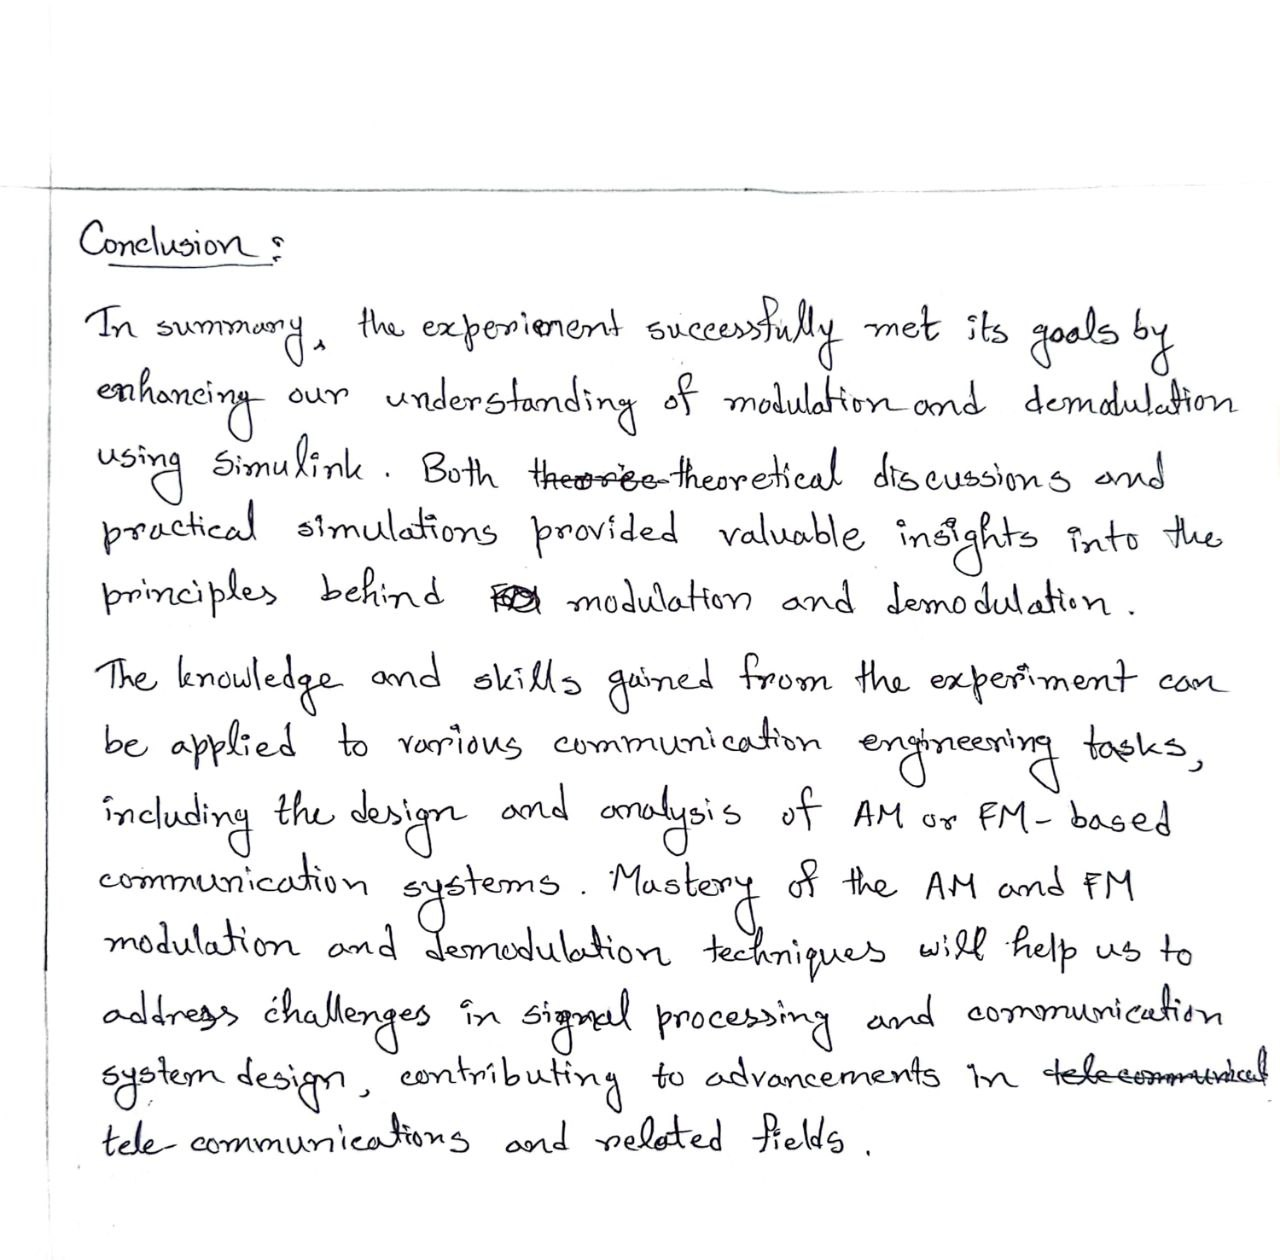 Conclusion :
In summary, the experiement successfully met its goals by
enhancing our understanding of modulation and demodulation
using Simulink. Both theoretical discussions and
practical simulations provided valuable insights into the
principles behind modulation and demodulation.
The knowledge and skills gained from the experiment can
be applied to various communication engineering tasks,
including the design and analysis of AM or FM-based
communication systems. Mastery of the AM and FM
modulation and demodulation techniques will help us to
address challenges in signal processing and communication
system design, contributing to advancements in telecommunicat
tele-communications and related fields.